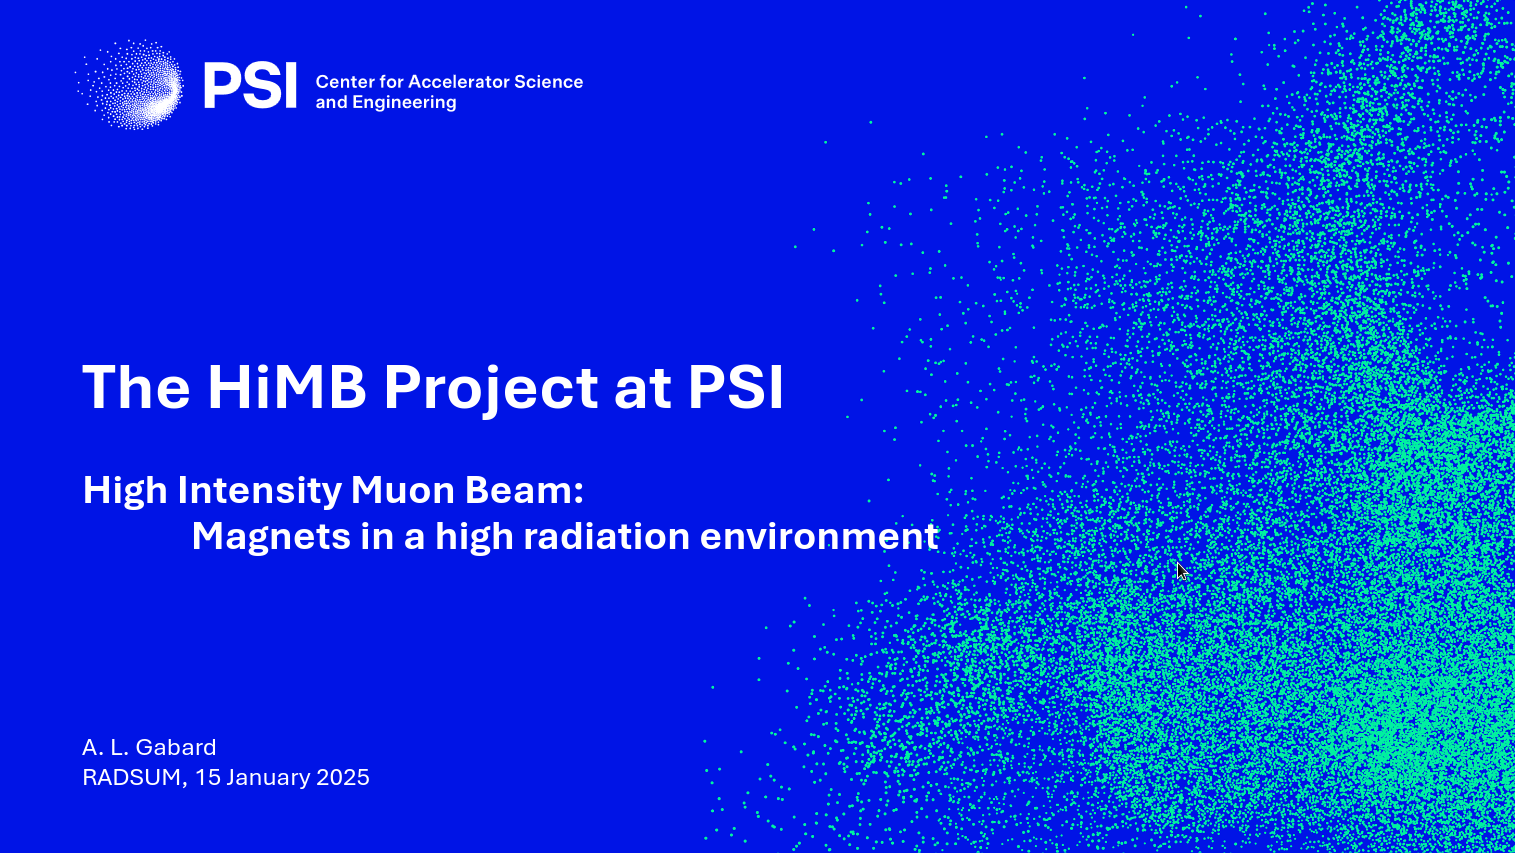 PSI
Center for Accelerator Science
and Engineering
The HiMB Project at PSI
High Intensity Muon Beam:
Magnets in a high radiation environment
A. L. Gabard
RADSUM, 15 January 2025